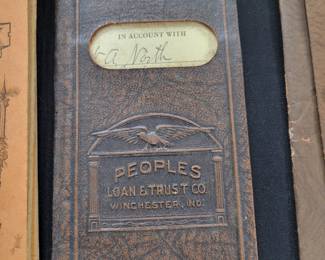 IN ACCOUNT WITH
A. North
PEOPLES
LOAN & TRUST CO.
WINCHESTER, IND.